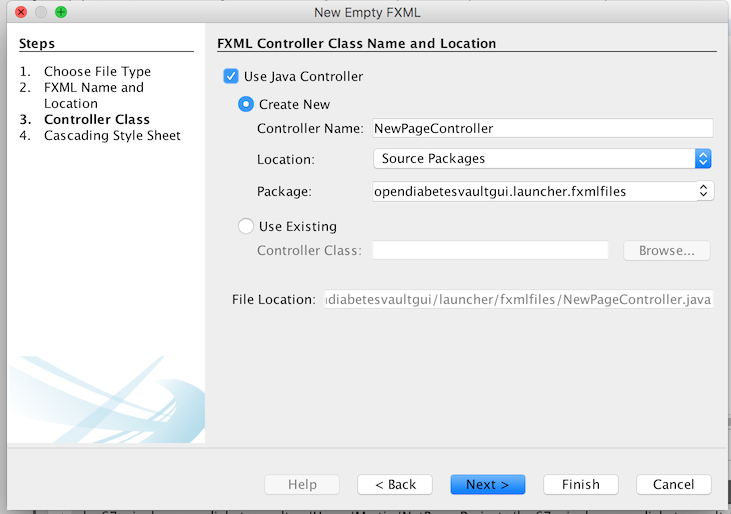 New Empty FXML
Steps
1. Choose File Type
2. FXML Name and
Location
3. Controller Class
4. Cascading Style Sheet
FXML Controller Class Name and Location
Use Java Controller
Create New
Controller Name: NewPageController
Location: Source Packages
Package: opendiabetesvaultgui.launcher.fxmlfiles
Use Existing
Controller Class:
Browse...
File Location: ndiabetesvaultgui/launcher/fxmlfiles/NewPageController.java
Help
< Back
Next >
Finish
Cancel